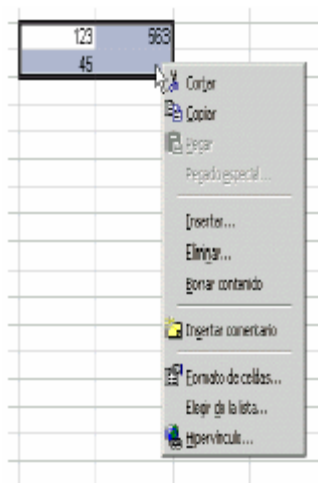 123 563
45
Cortar
Copiar
Pegar
Pegado especial...
Insertar...
Eliminar...
Borrar contenido
Insertar comentario
Formato de celdas...
Elegir de la lista...
Hipervínculo...